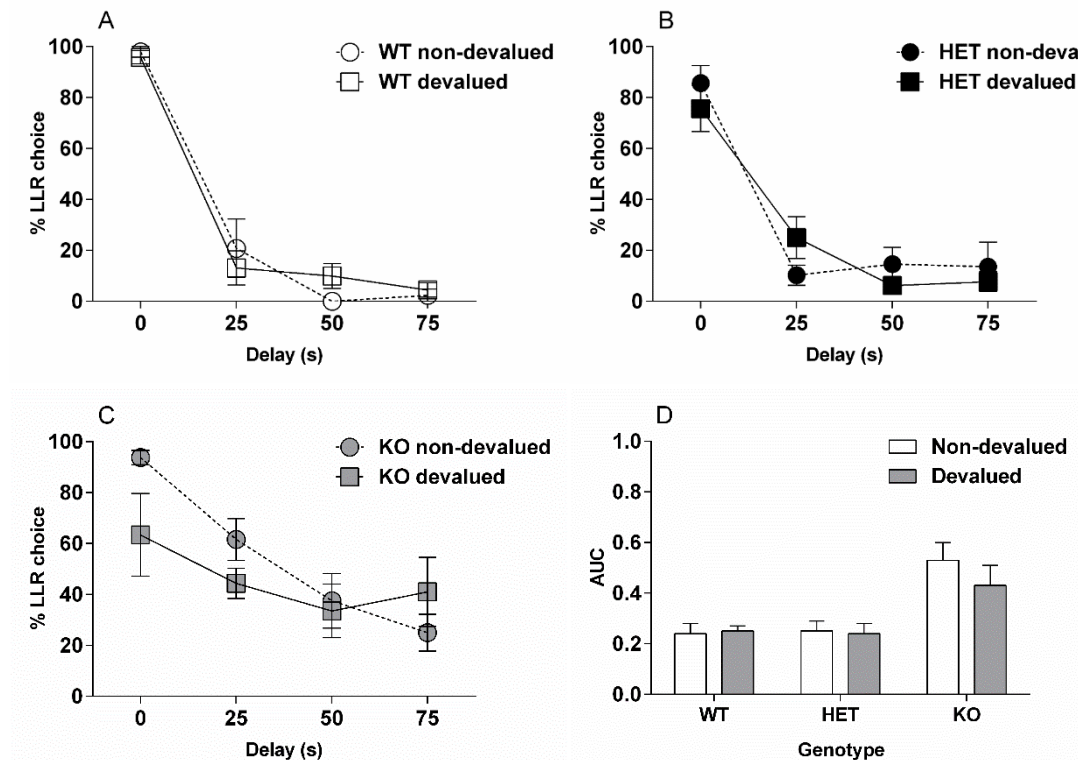 A
WT non-devalued
WT devalued
% LLR choice
100
80
60
40
20
0
0 25 50 75
Delay (s)
B
HET non-deva
HET devalued
% LLR choice
100
80
60
40
20
0
0 25 50 75
Delay (s)
C
KO non-devalued
KO devalued
% LLR choice
100
80
60
40
20
0
0 25 50 75
Delay (s)
D
Non-devalued
Devalued
AUC
1.0
0.8
0.6
0.4
0.2
0.0
WT HET KO
Genotype